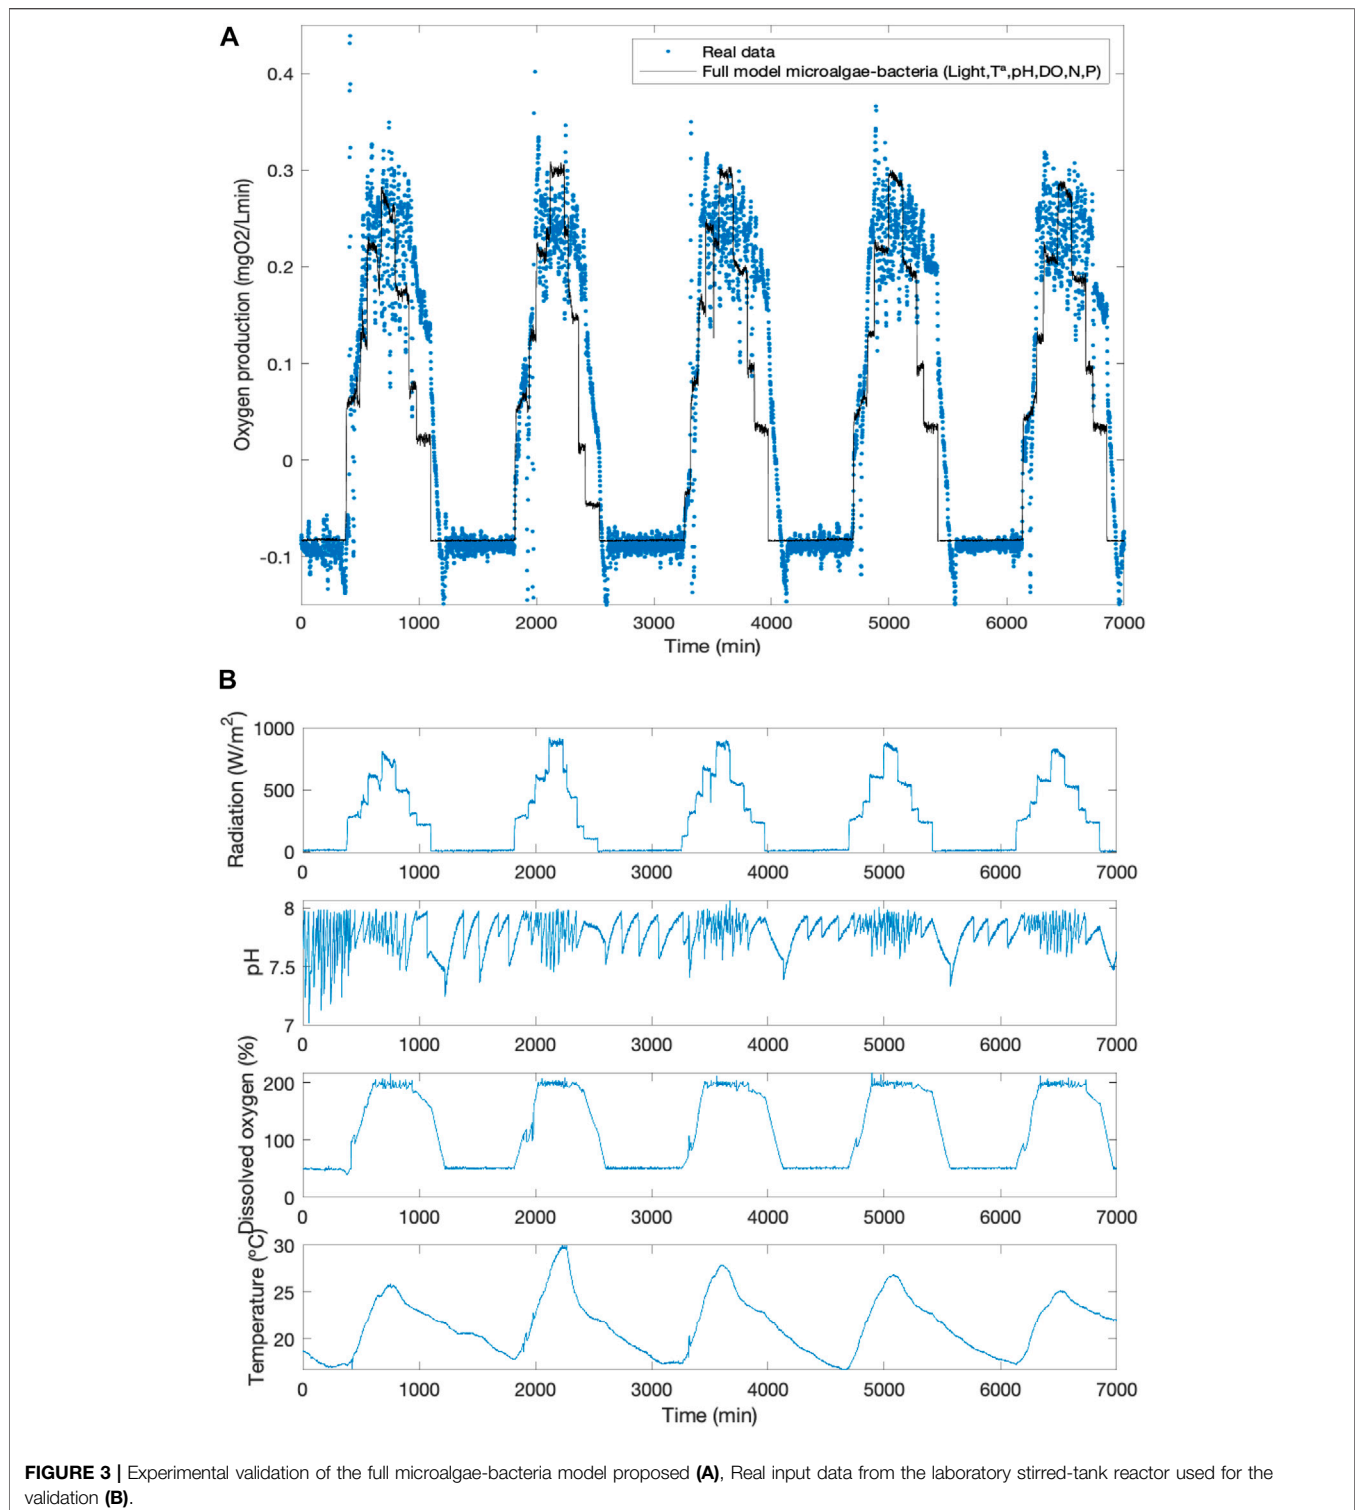 A
Real data
Full model microalgae-bacteria (Light,Tª,pH,DO,N,P)
Oxygen production (mgO2/Lmin)
0.4
0.3
0.2
0.1
0
-0.1
0 1000 2000 3000 4000 5000 6000 7000
Time (min)
B
Radiation (W/m²)
1000
500
0
0 1000 2000 3000 4000 5000 6000 7000
pH
8
7.5
7
0 1000 2000 3000 4000 5000 6000 7000
Dissolved oxygen (%)
200
100
0
0 1000 2000 3000 4000 5000 6000 7000
Temperature (ºC)
30
25
20
0 1000 2000 3000 4000 5000 6000 7000
Time (min)
FIGURE 3 | Experimental validation of the full microalgae-bacteria model proposed (A), Real input data from the laboratory stirred-tank reactor used for the
validation (B).